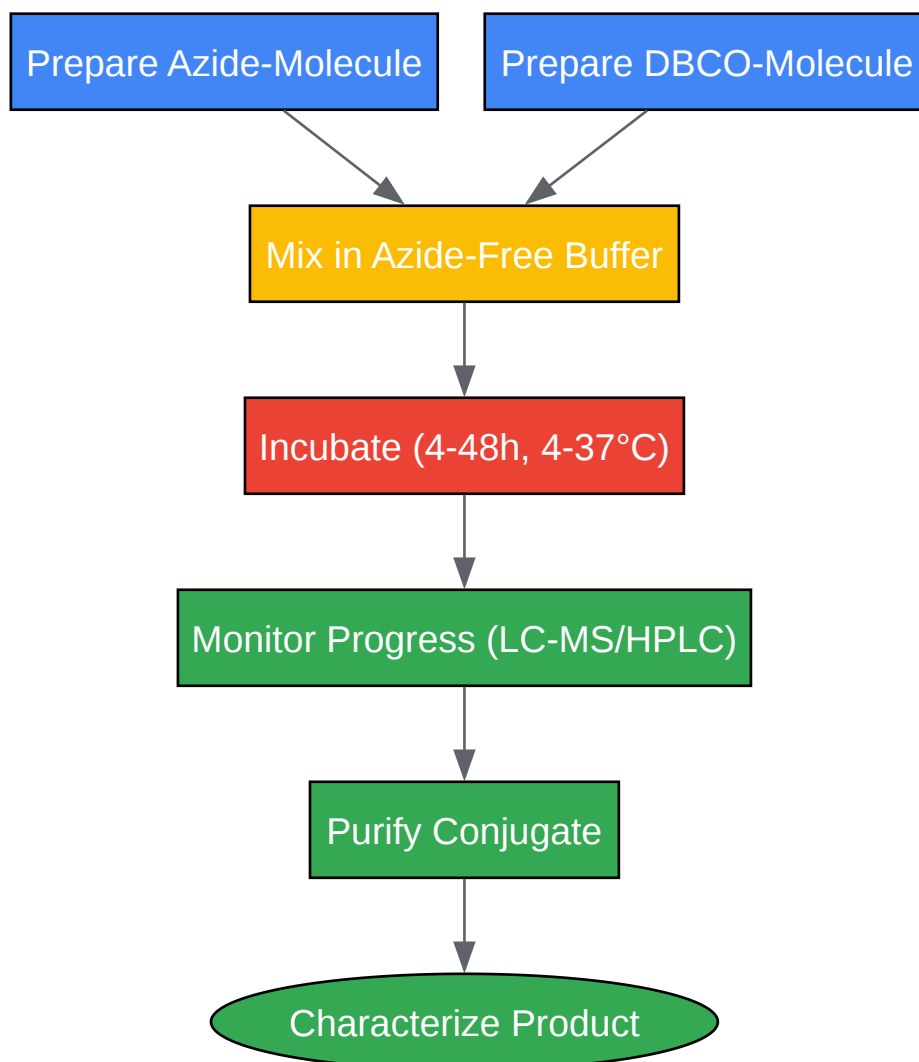 Prepare Azide-Molecule
Prepare DBCO-Molecule
Mix in Azide-Free Buffer
Incubate (4-48h, 4-37°C)
Monitor Progress (LC-MS/HPLC)
Purify Conjugate
Characterize Product